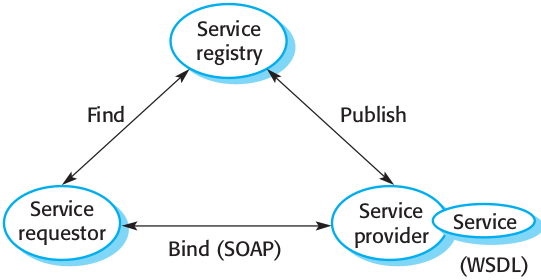 Service
registry
Find
Publish
Service
requestor
Bind (SOAP)
Service
provider
Service
(WSDL)